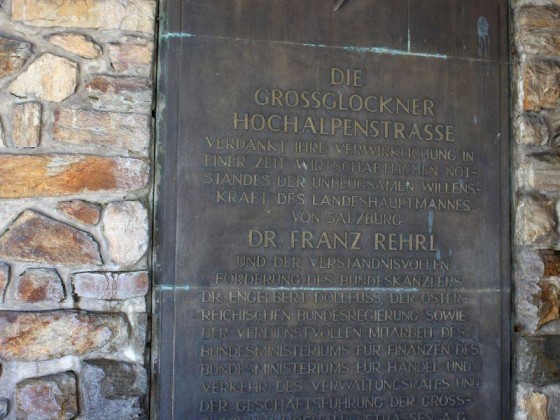 DIE
GROSSGLOCKNER
HOCHALPENSTRASSE
VERDANKT IHRE VERWIRKLICHUNG IN
EINER ZEIT WIRTSCHAFTLICHEN NOT-
STANDES DER UNBEUGSAMEN WILLENS-
KRAFT DES LANDESHAUPTMANNES
VON SALZBURG
DR. FRANZ REHRL
UND DER VERSTÄNDNISVOLLEN
FÖRDERUNG DES BUNDESKANZLERS
DR ENGELBERT DOLLFUSS, DER ÖSTER-
REICHISCHEN BUNDESREGIERUNG SOWIE
DER VERDIENSTVOLLEN MITARBEIT DES
BUNDESMINISTERIUMS FÜR FINANZEN DES
BUNDESMINISTERIUMS FÜR HANDEL UND
VERKEHR DES VERWALTUNGSRATES UND
DER GESCHÄFTSFÜHRUNG DER GROSS-